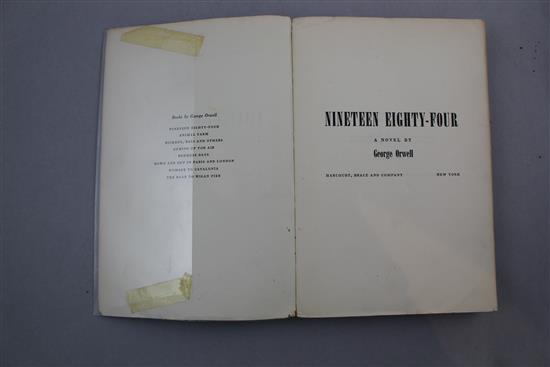 Books by George Orwell
NINETEEN EIGHTY-FOUR
ANIMAL FARM
DICKENS, DALI AND OTHERS
COMING UP FOR AIR
BURMESE DAYS
DOWN AND OUT IN PARIS AND LONDON
HOMAGE TO CATALONIA
THE ROAD TO WIGAN PIER
NINETEEN EIGHTY-FOUR
A NOVEL BY
George Orwell
HARCOURT, BRACE AND COMPANY NEW YORK